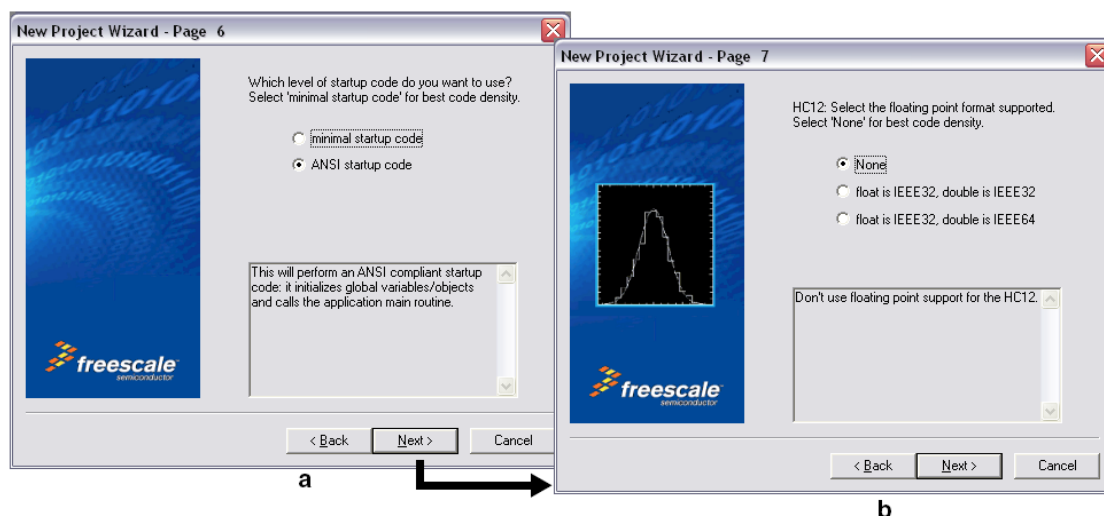 New Project Wizard - Page 6
Which level of startup code do you want to use?
Select 'minimal startup code' for best code density.
minimal startup code
ANSI startup code
This will perform an ANSI compliant startup
code: it initializes global variables/objects
and calls the application main routine.
freescale™
semiconductor
< Back
Next >
Cancel
a
New Project Wizard - Page 7
HC12: Select the floating point format supported.
Select 'None' for best code density.
None
float is IEEE32, double is IEEE32
float is IEEE32, double is IEEE64
Don't use floating point support for the HC12.
freescale™
semiconductor
< Back
Next >
Cancel
b